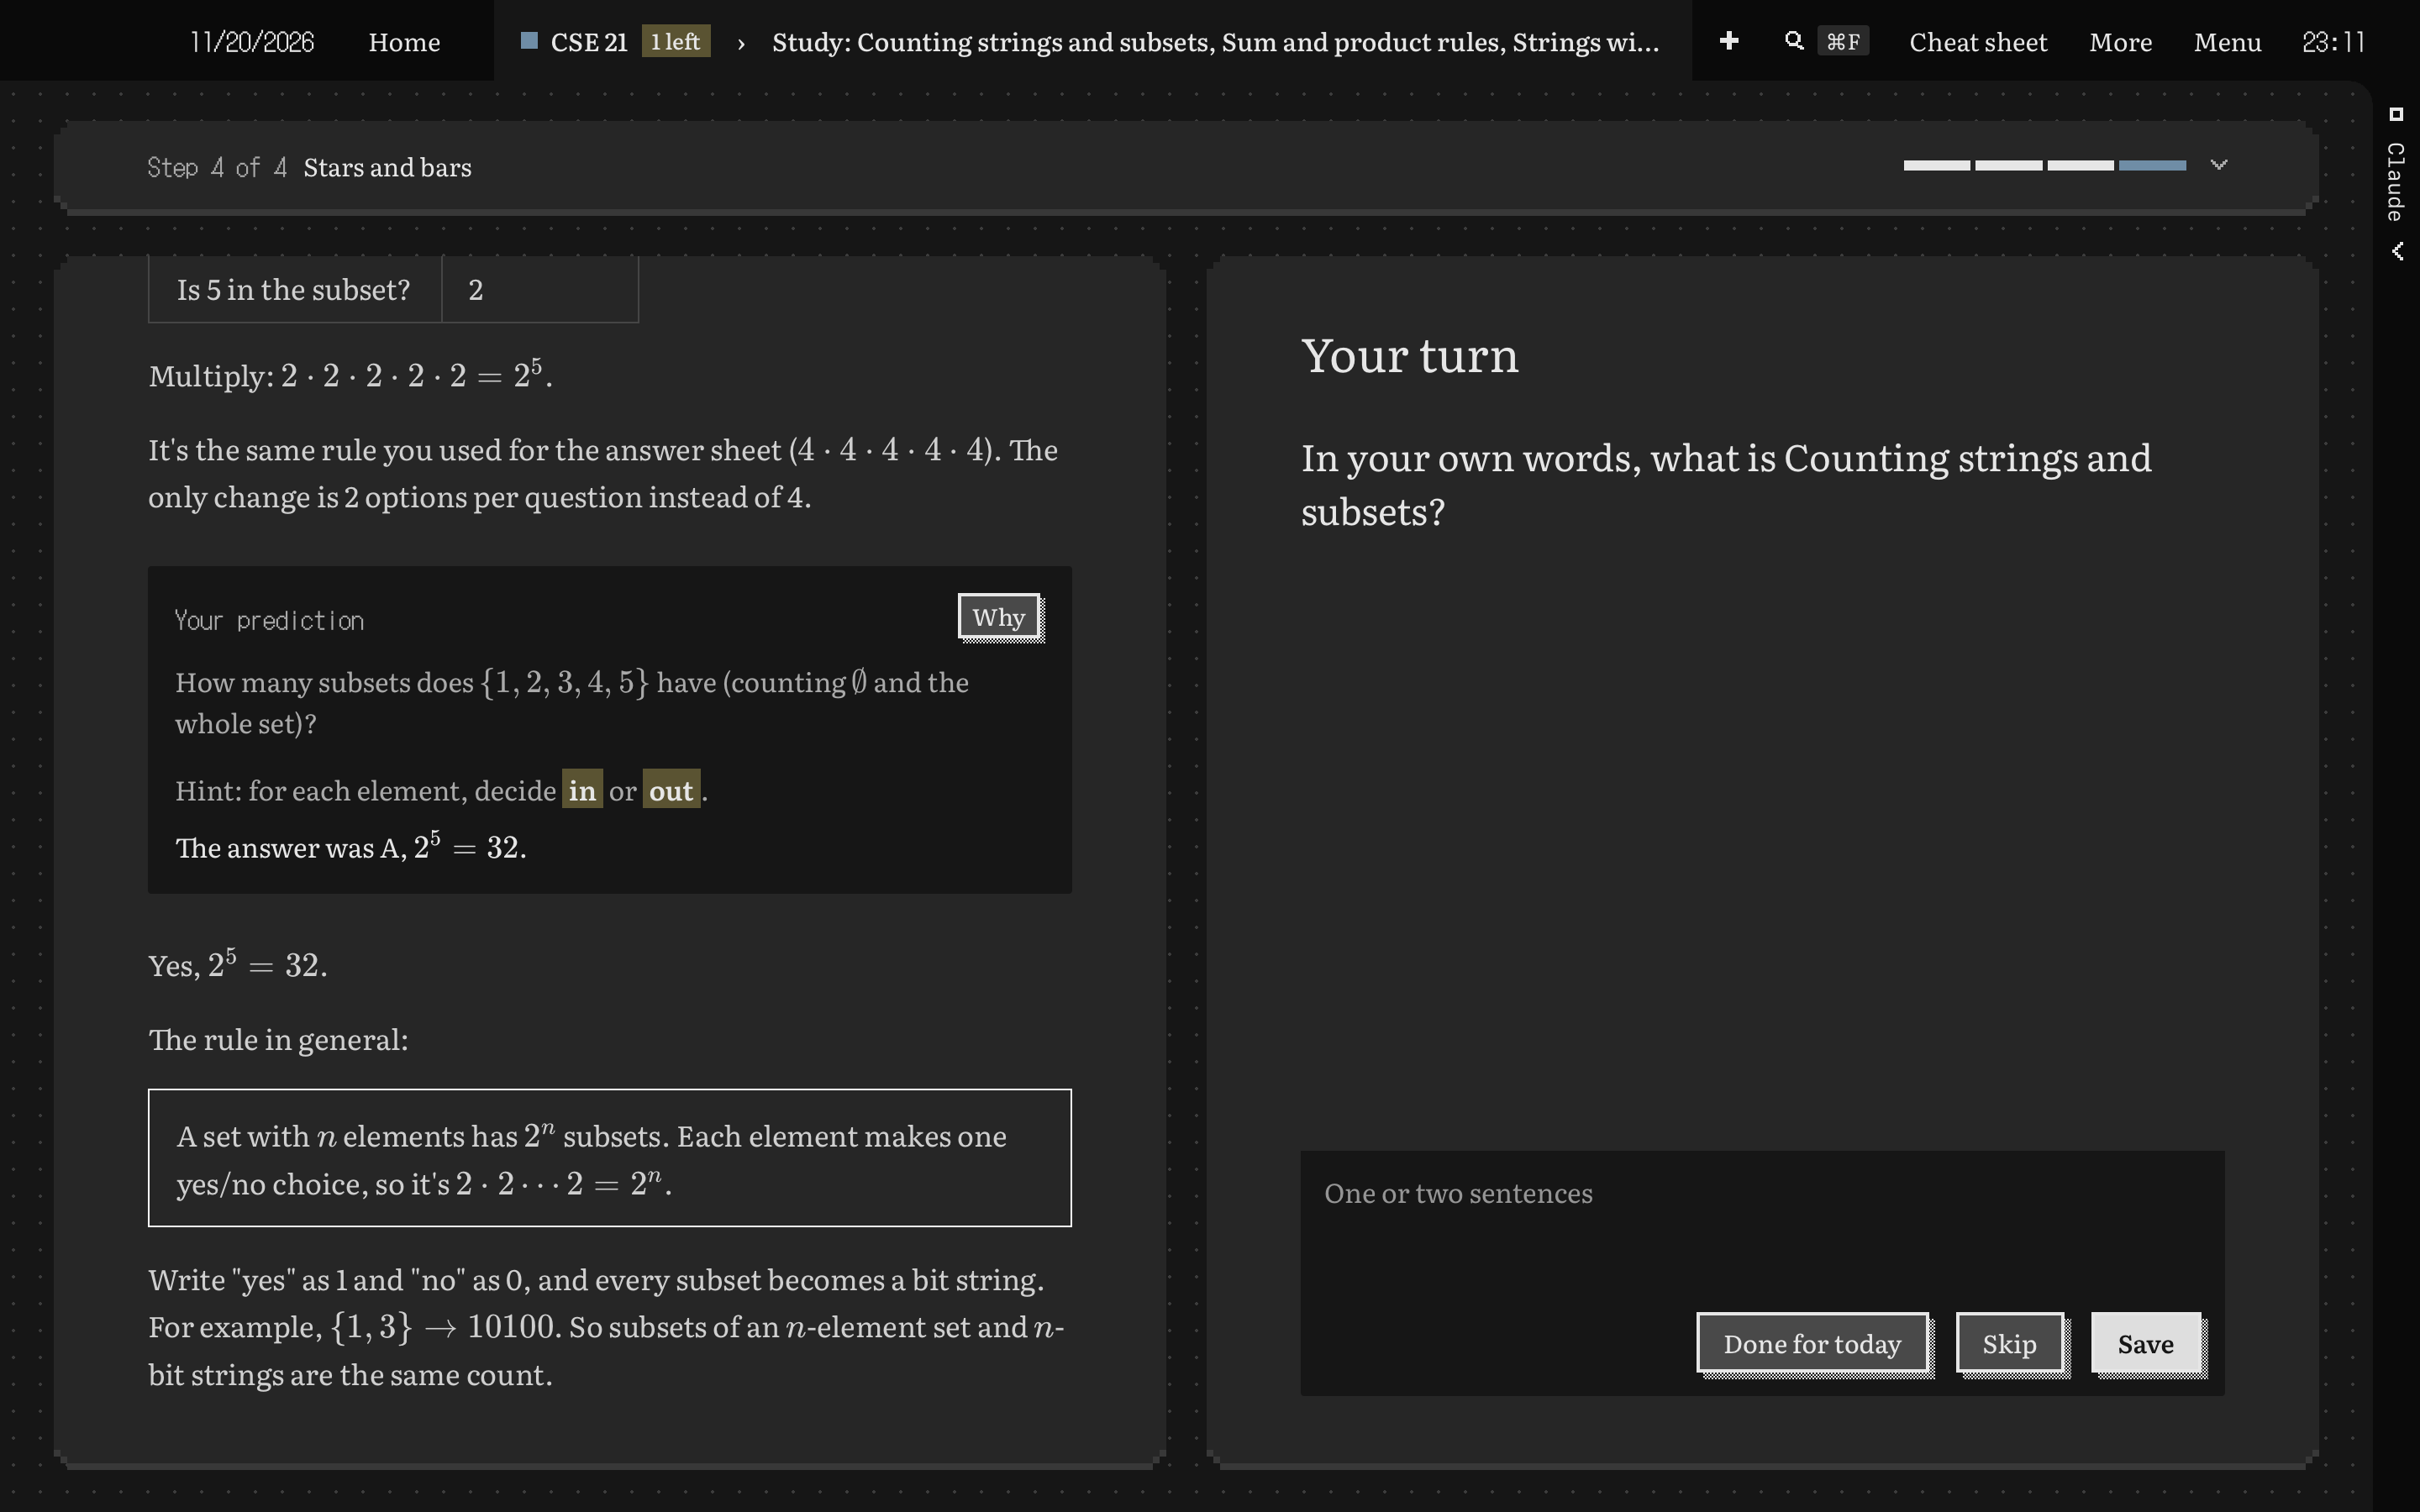 11/20/2026 Home CSE 21 1 left › Study: Counting strings and subsets, Sum and product rules, Strings wi... ⌘F Cheat sheet More Menu 23:11
Claude
Step 4 of 4 Stars and bars
Is 5 in the subset? 2
Multiply: 2 · 2 · 2 · 2 · 2 = 2⁵.
It's the same rule you used for the answer sheet (4 · 4 · 4 · 4 · 4). The
only change is 2 options per question instead of 4.
Your prediction Why
How many subsets does {1, 2, 3, 4, 5} have (counting ∅ and the
whole set)?
Hint: for each element, decide in or out.
The answer was A, 2⁵ = 32.
Yes, 2⁵ = 32.
The rule in general:
A set with n elements has 2ⁿ subsets. Each element makes one
yes/no choice, so it's 2 · 2 ··· 2 = 2ⁿ.
Write "yes" as 1 and "no" as 0, and every subset becomes a bit string.
For example, {1, 3} → 10100. So subsets of an n-element set and n-
bit strings are the same count.
Your turn
In your own words, what is Counting strings and
subsets?
One or two sentences
Done for today Skip Save